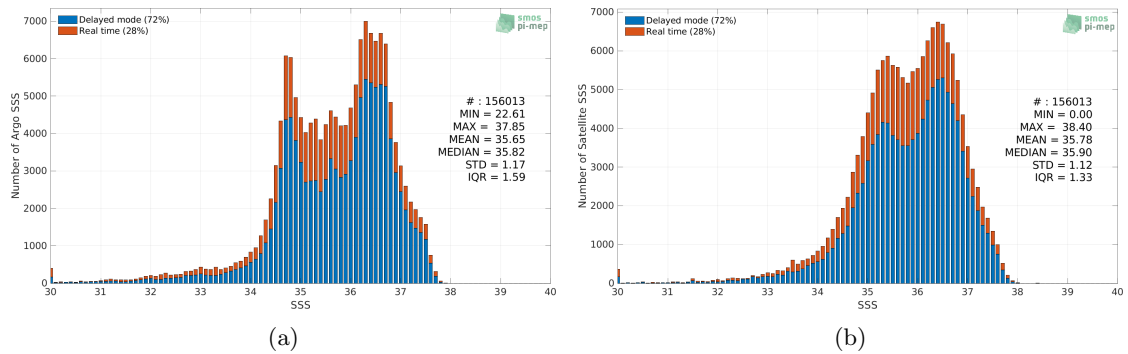 Delayed mode (72%)
Real time (28%)
smos
pi-mep
# : 156013
MIN = 22.61
MAX = 37.85
MEAN = 35.65
MEDIAN = 35.82
STD = 1.17
IQR = 1.59
Number of Argo SSS
7000
6000
5000
4000
3000
2000
1000
0
30 31 32 33 34 35 36 37 38 39 40
SSS
(a)
Delayed mode (72%)
Real time (28%)
smos
pi-mep
# : 156013
MIN = 0.00
MAX = 38.40
MEAN = 35.78
MEDIAN = 35.90
STD = 1.12
IQR = 1.33
Number of Satellite SSS
7000
6000
5000
4000
3000
2000
1000
0
30 31 32 33 34 35 36 37 38 39 40
SSS
(b)